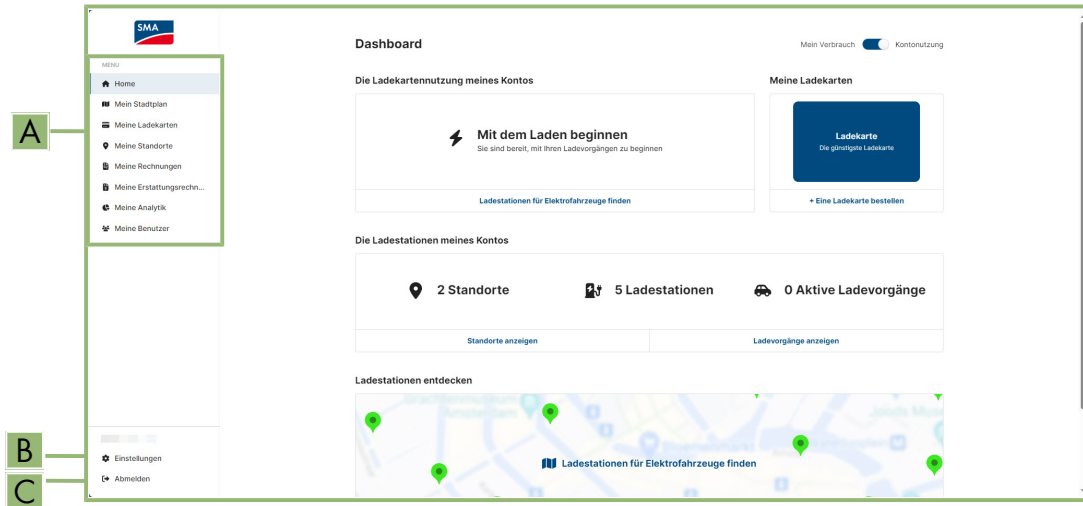 SMA
Dashboard
Mein Verbrauch Kontonutzung
MENU
Home
Mein Stadtplan
Meine Ladekarten
Meine Standorte
Meine Rechnungen
Meine Erstattungsrechn...
Meine Analytik
Meine Benutzer
A
Die Ladekartennutzung meines Kontos
Mit dem Laden beginnen
Sie sind bereit, mit Ihren Ladevorgängen zu beginnen
Ladestationen für Elektrofahrzeuge finden
Meine Ladekarten
Ladekarte
Die günstigste Ladekarte
+ Eine Ladekarte bestellen
Die Ladestationen meines Kontos
2 Standorte
5 Ladestationen
0 Aktive Ladevorgänge
Standorte anzeigen
Ladevorgänge anzeigen
Ladestationen entdecken
Ladestationen für Elektrofahrzeuge finden
B
Einstellungen
C
Abmelden